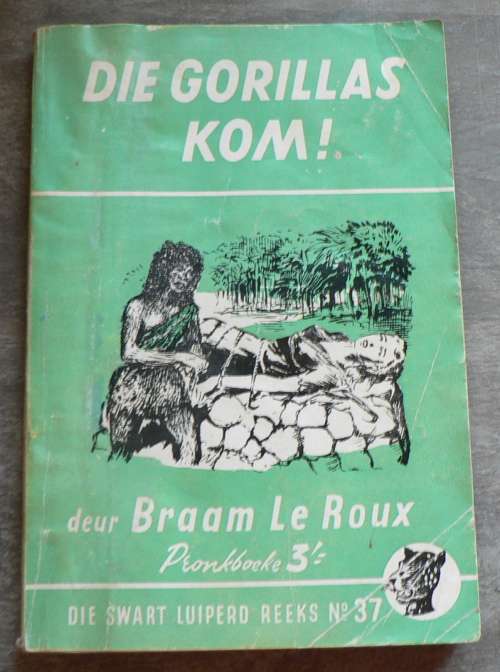 DIE GORILLAS
KOM!
deur Braam Le Roux
Pronkboeke 3'=
DIE SWART LUIPERD REEKS Nº 37